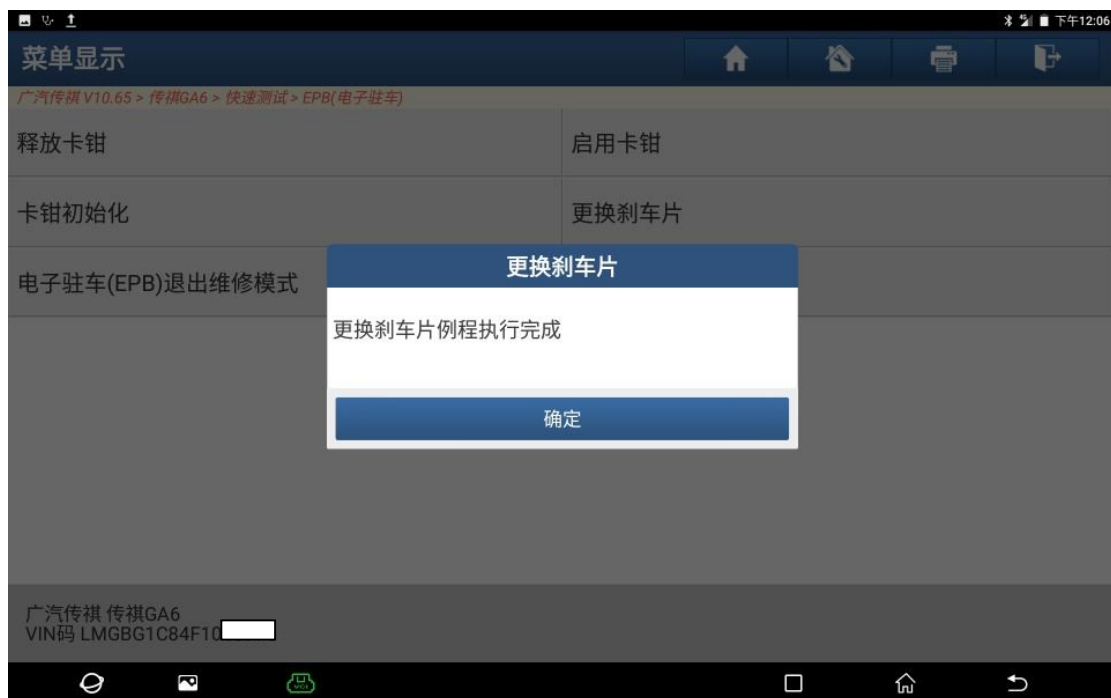 下午12:06
菜单显示
广汽传祺 V10.65 > 传祺GA6 > 快速测试 > EPB(电子驻车)
释放卡钳
启用卡钳
卡钳初始化
更换刹车片
电子驻车(EPB)退出维修模式
更换刹车片
更换刹车片例程执行完成
确定
广汽传祺 传祺GA6
VIN码 LMGBG1C84F10
VCI